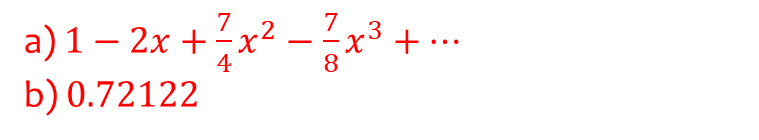 a) 1 − 2x + 7/4 x² − 7/8 x³ + ⋯
b) 0.72122